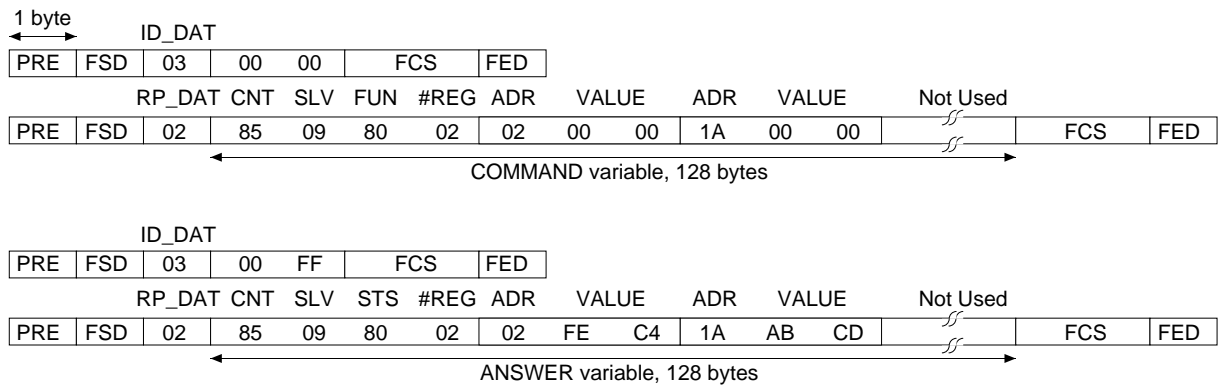 1 byte
ID_DAT
PRE FSD 03 00 00 FCS FED
RP_DAT CNT SLV FUN #REG ADR VALUE ADR VALUE Not Used
PRE FSD 02 85 09 80 02 02 00 00 1A 00 00 FCS FED
COMMAND variable, 128 bytes
ID_DAT
PRE FSD 03 00 FF FCS FED
RP_DAT CNT SLV STS #REG ADR VALUE ADR VALUE Not Used
PRE FSD 02 85 09 80 02 02 FE C4 1A AB CD FCS FED
ANSWER variable, 128 bytes